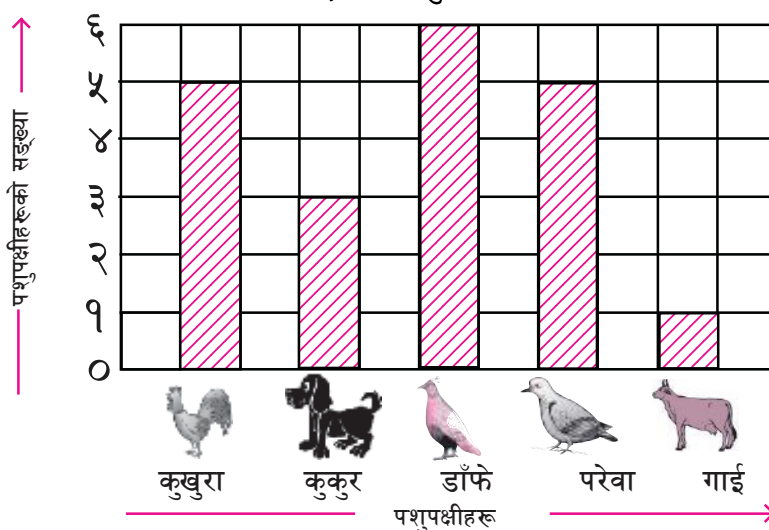 ६
५
४
३
२
१
०
पशुपक्षीहरूको सङ्ख्या
कुखुरा कुकुर डाँफे परेवा गाई
पशुपक्षीहरू